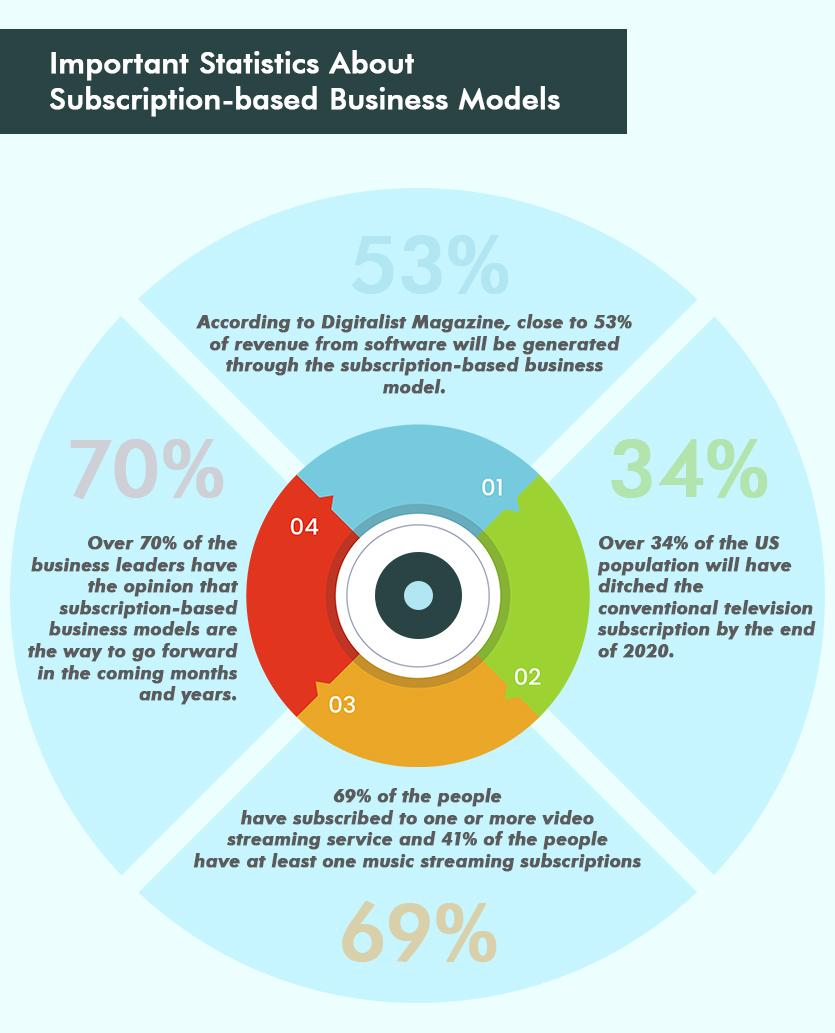 Important Statistics About
Subscription-based Business Models
53%
According to Digitalist Magazine, close to 53%
of revenue from software will be generated
through the subscription-based business
model.
01
34%
Over 34% of the US
population will have
ditched the
conventional television
subscription by the end
of 2020.
02
03
69% of the people
have subscribed to one or more video
streaming service and 41% of the people
have at least one music streaming subscriptions
69%
04
70%
Over 70% of the
business leaders have
the opinion that
subscription-based
business models are
the way to go forward
in the coming months
and years.